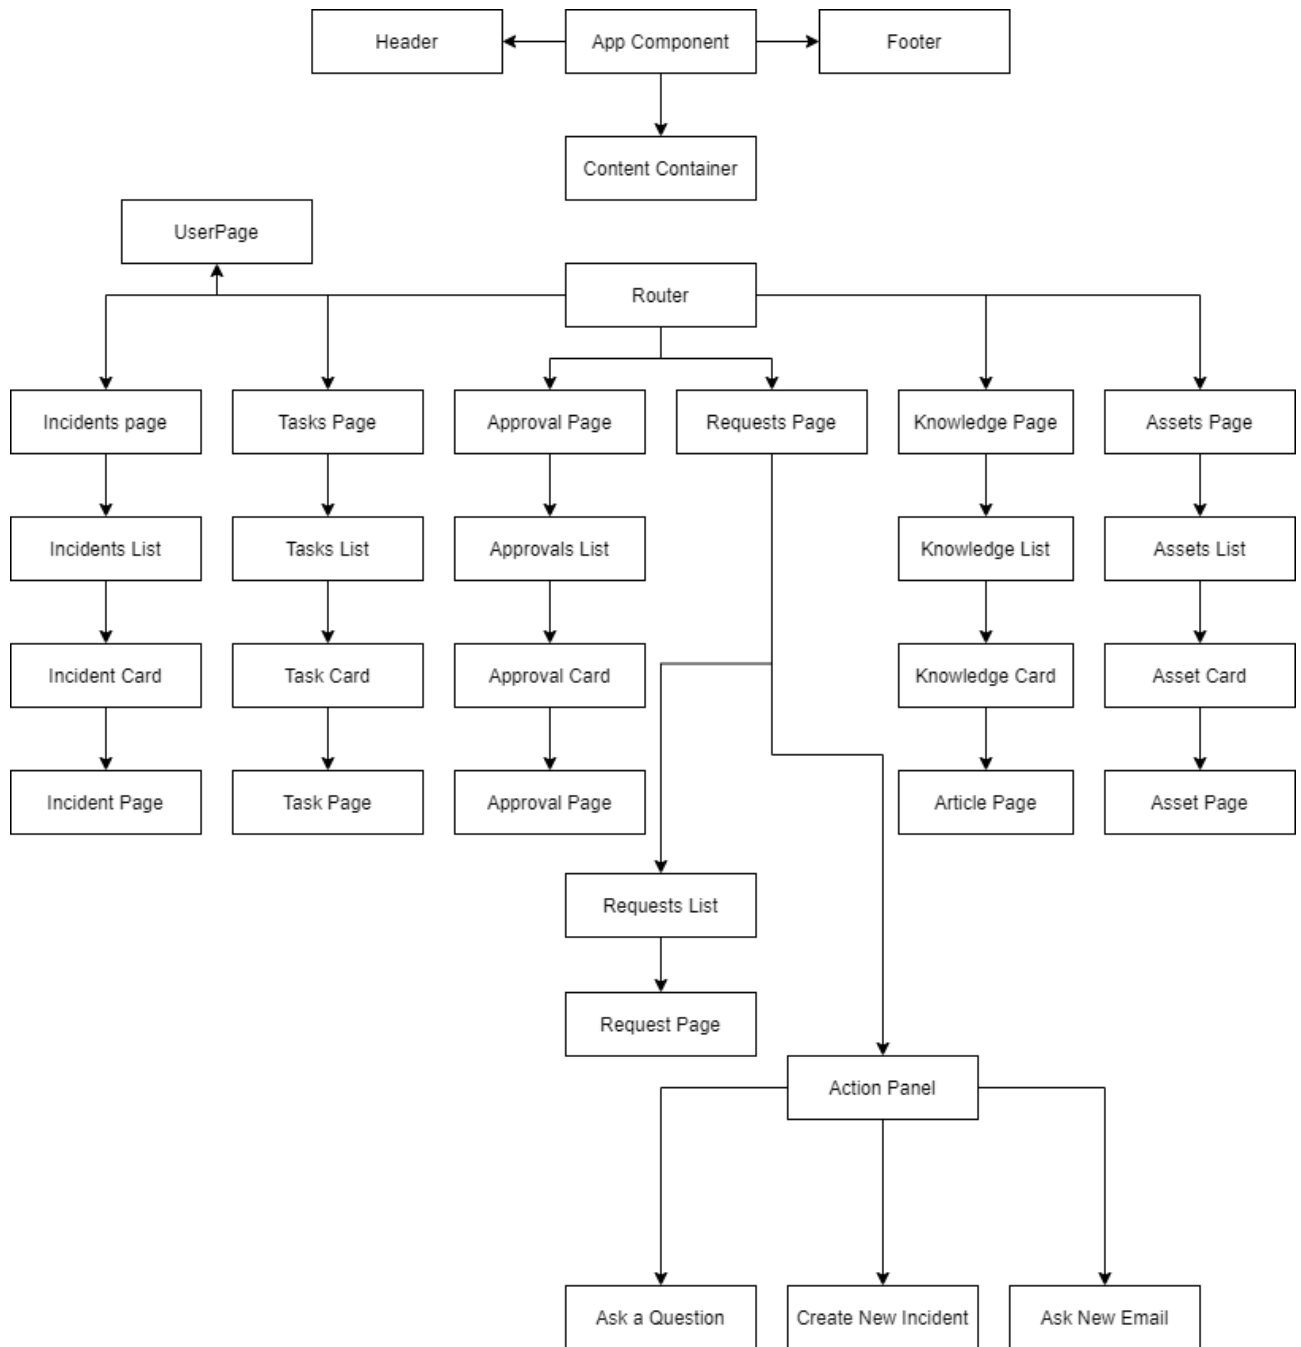 Header
App Component
Footer
Content Container
UserPage
Router
Incidents page
Tasks Page
Approval Page
Requests Page
Knowledge Page
Assets Page
Incidents List
Tasks List
Approvals List
Knowledge List
Assets List
Incident Card
Task Card
Approval Card
Knowledge Card
Asset Card
Incident Page
Task Page
Approval Page
Article Page
Asset Page
Requests List
Request Page
Action Panel
Ask a Question
Create New Incident
Ask New Email